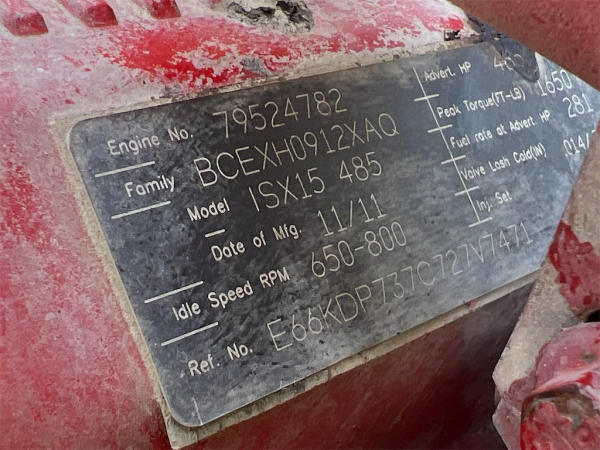 Engine No. 79524782
Family BCEXH0912XAQ
Model ISX15 485
Date of Mfg. 11/11
Idle Speed RPM 650-800
Ref. No. E66KDP737C727V7471
Advert. HP
Peak Torque(FT-LB) 1650
Fuel rate at Advert. HP 281
Valve Lash Cold(IN) .014/
Inj. Set